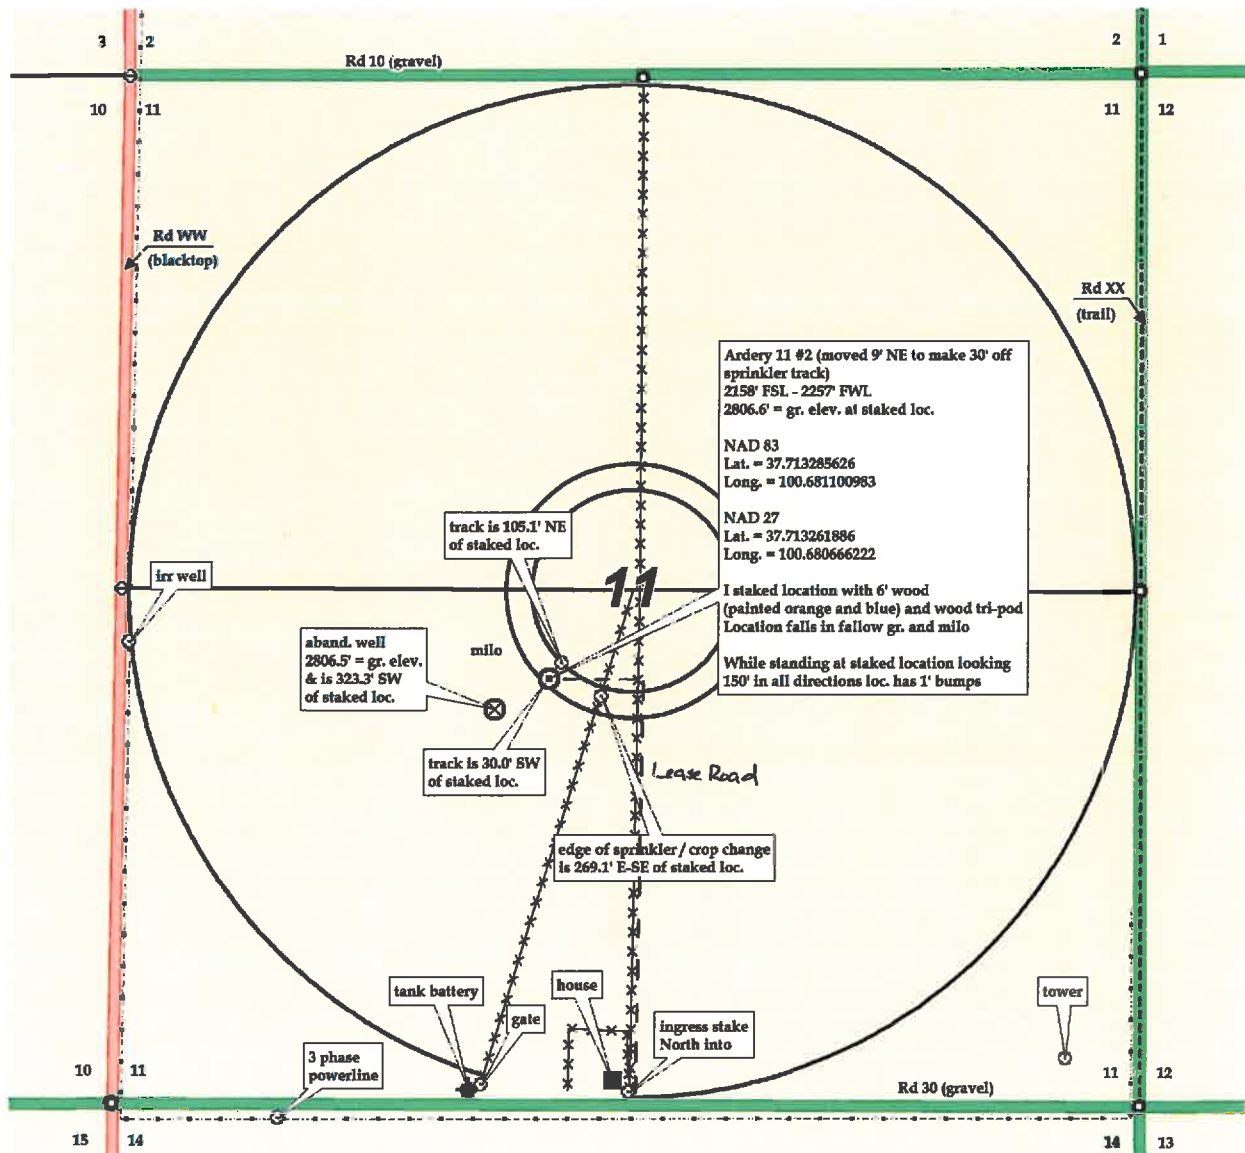 3
2
2
1
Rd 10 (gravel)
10
11
11
12
Rd WW
(blacktop)
Rd XX
(trail)
Ardery 11 #2 (moved 9' NE to make 30' off
sprinkler track)
2158' FSL - 2257' FWL
2806.6' = gr. elev. at staked loc.
NAD 83
Lat. = 37.713285626
Long. = 100.681100983
NAD 27
Lat. = 37.713261886
Long. = 100.680666222
I staked location with 6' wood
(painted orange and blue) and wood tri-pod
Location falls in fallow gr. and milo
While standing at staked location looking
150' in all directions loc. has 1' bumps
track is 105.1' NE
of staked loc.
irr well
11
aband. well
2806.5' = gr. elev.
& is 323.3' SW
of staked loc.
milo
track is 30.0' SW
of staked loc.
Lease Road
edge of sprinkler / crop change
is 269.1' E-SE of staked loc.
tank battery
house
gate
ingress stake
North into
tower
3 phase
powerline
10
11
11
12
Rd 30 (gravel)
15
14
14
13